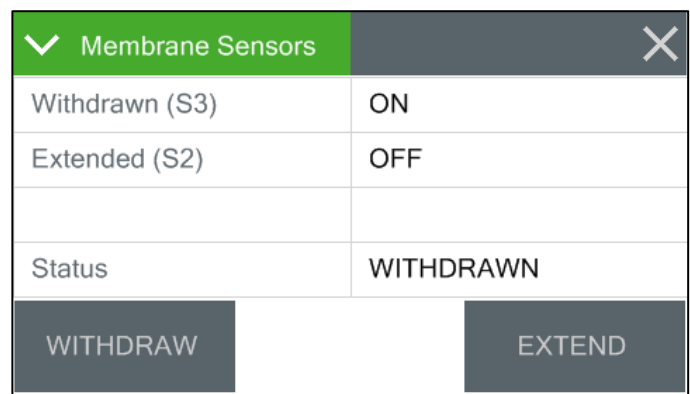 Membrane Sensors
Withdrawn (S3) ON
Extended (S2) OFF
Status WITHDRAWN
WITHDRAW EXTEND